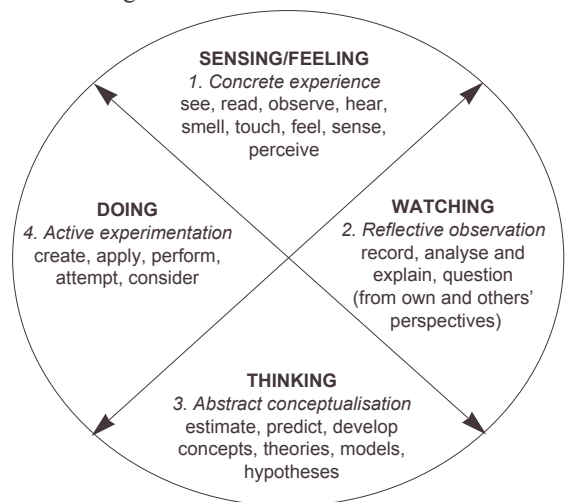 SENSING/FEELING
1. Concrete experience
see, read, observe, hear,
smell, touch, feel, sense,
perceive
DOING
4. Active experimentation
create, apply, perform,
attempt, consider
WATCHING
2. Reflective observation
record, analyse and
explain, question
(from own and others’
perspectives)
THINKING
3. Abstract conceptualisation
estimate, predict, develop
concepts, theories, models,
hypotheses